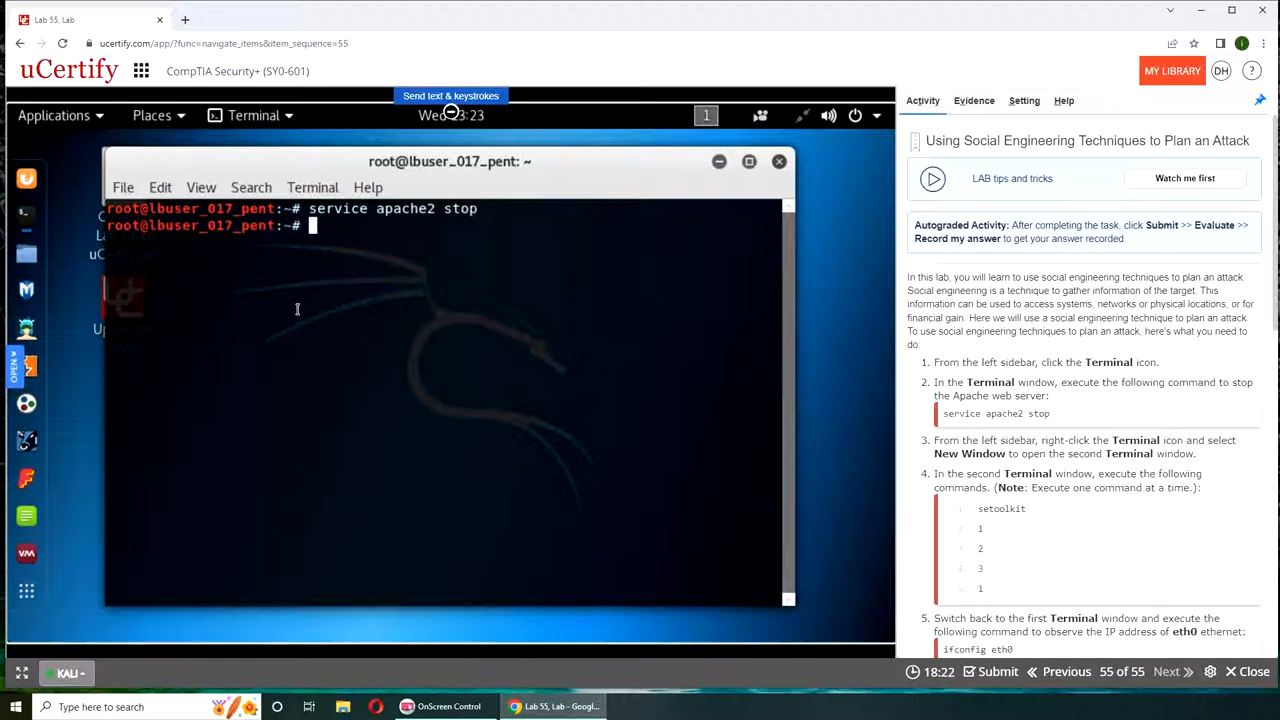 Lab 55, Lab
ucertify.com/app/?func=navigate_items&item_sequence=55
uCertify
CompTIA Security+ (SY0-601)
MY LIBRARY
DH
?
Send text & keystrokes
Applications
Places
Terminal
1
root@lbuser_017_pent: ~
File Edit View Search Terminal Help
root@lbuser_017_pent:~# service apache2 stop
root@lbuser_017_pent:~#
OPEN
Activity Evidence Setting Help
Using Social Engineering Techniques to Plan an Attack
LAB tips and tricks
Watch me first
Autograded Activity: After completing the task, click Submit >> Evaluate >>
Record my answer to get your answer recorded.
In this lab, you will learn to use social engineering techniques to plan an attack.
Social engineering is a technique to gather information of the target. This
information can be used to access systems, networks or physical locations, or for
financial gain. Here we will use a social engineering technique to plan an attack.
To use social engineering techniques to plan an attack, here's what you need to
do:
1. From the left sidebar, click the Terminal icon.
2. In the Terminal window, execute the following command to stop
the Apache web server:
service apache2 stop
3. From the left sidebar, right-click the Terminal icon and select
New Window to open the second Terminal window.
4. In the second Terminal window, execute the following
commands. (Note: Execute one command at a time.):
setoolkit
1
2
3
1
5. Switch back to the first Terminal window and execute the
following command to observe the IP address of eth0 ethernet:
ifconfig eth0
KALI
18:22 Submit Previous 55 of 55 Next Close
Type here to search
OnScreen Control
Lab 55, Lab - Googl...